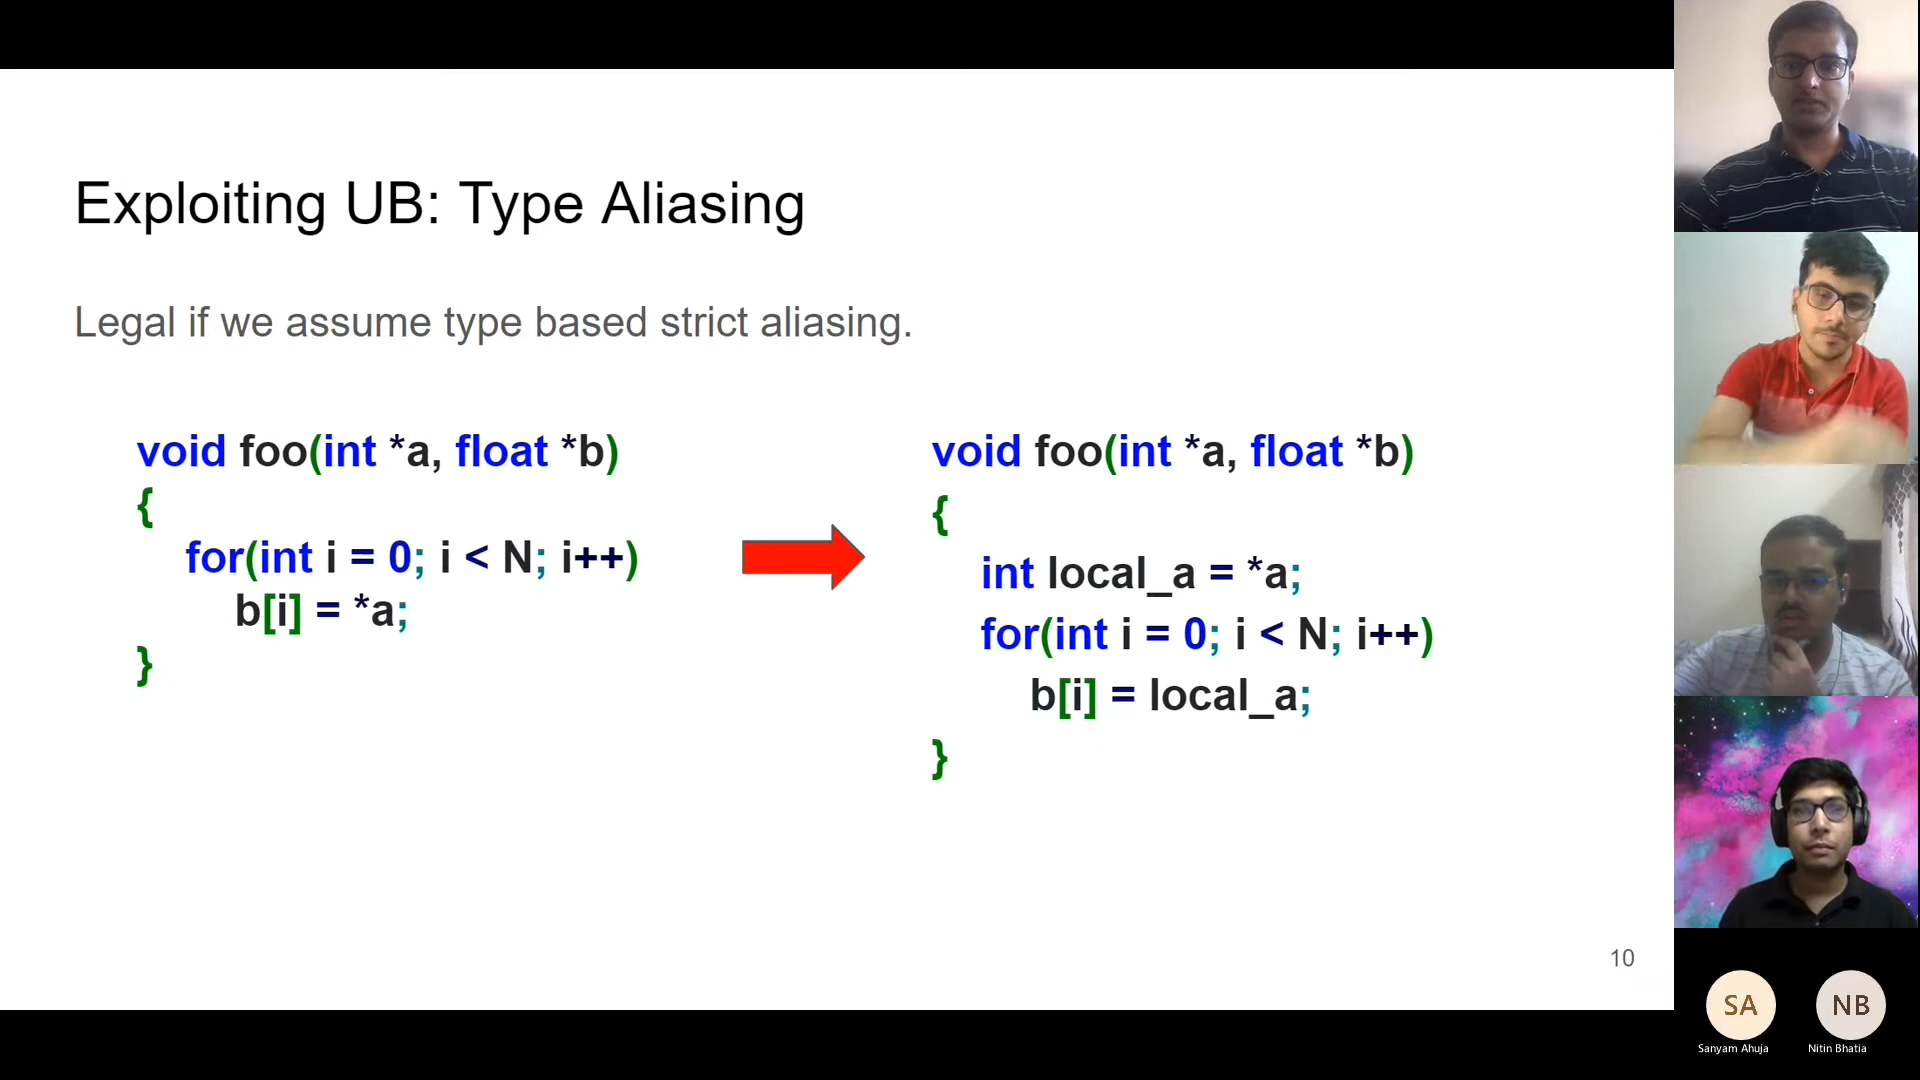 Exploiting UB: Type Aliasing
Legal if we assume type based strict aliasing.
void foo(int *a, float *b)
{
for(int i = 0; i < N; i++)
b[i] = *a;
}
void foo(int *a, float *b)
{
int local_a = *a;
for(int i = 0; i < N; i++)
b[i] = local_a;
}
10
SA
Sanyam Ahuja
NB
Nitin Bhatia